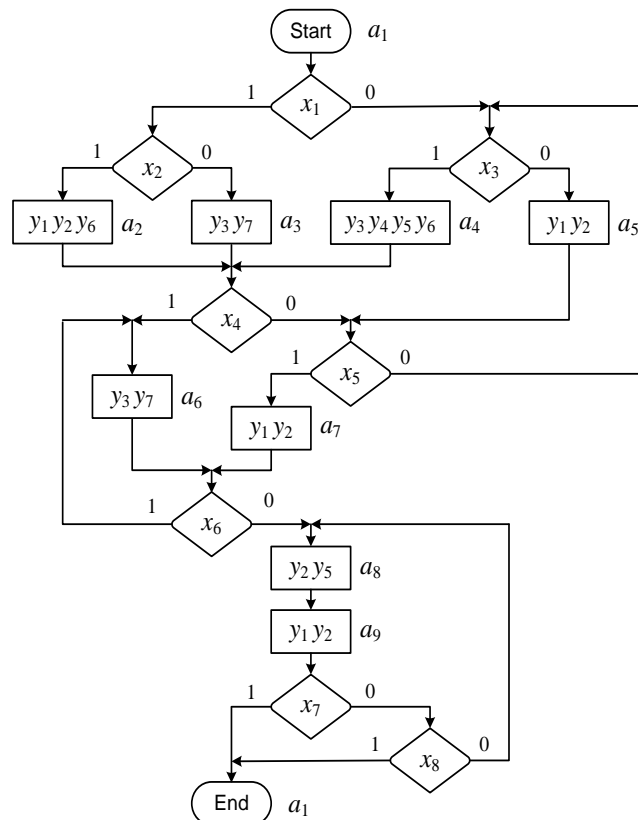 Start a₁
x₁ 1 0
x₂ 1 0
x₃ 1 0
y₁ y₂ y₆ a₂
y₃ y₇ a₃
y₃ y₄ y₅ y₆ a₄
y₁ y₂ a₅
x₄ 1 0
x₅ 1 0
y₃ y₇ a₆
y₁ y₂ a₇
x₆ 1 0
y₂ y₅ a₈
y₁ y₂ a₉
x₇ 1 0
x₈ 1 0
End a₁